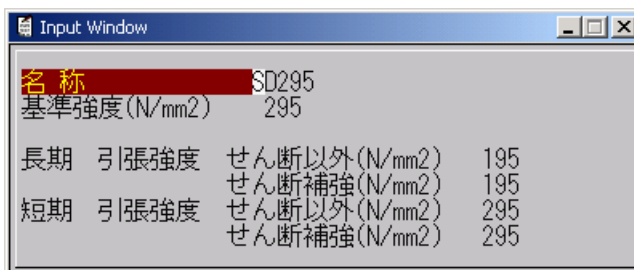 Input Window
名 称 SD295
基準強度(N/mm2) 295
長期 引張強度 せん断以外(N/mm2) 195
せん断補強(N/mm2) 195
短期 引張強度 せん断以外(N/mm2) 295
せん断補強(N/mm2) 295